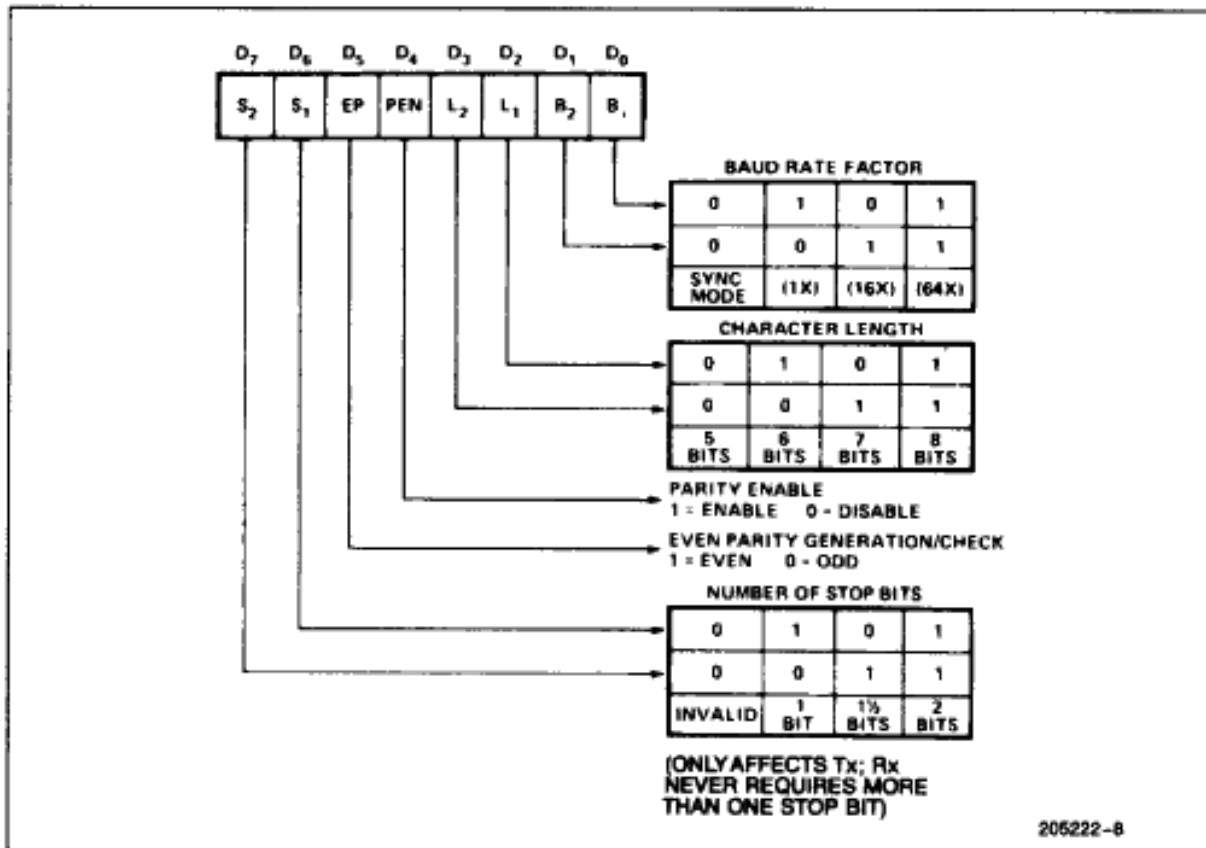 D7 D6 D5 D4 D3 D2 D1 D0
S2 S1 EP PEN L2 L1 B2 B1
BAUD RATE FACTOR
0 1 0 1
0 0 1 1
SYNC MODE (1X) (16X) (64X)
CHARACTER LENGTH
0 1 0 1
0 0 1 1
5 BITS 6 BITS 7 BITS 8 BITS
PARITY ENABLE
1 = ENABLE 0 - DISABLE
EVEN PARITY GENERATION/CHECK
1 = EVEN 0 - ODD
NUMBER OF STOP BITS
0 1 0 1
0 0 1 1
INVALID 1 BIT 1½ BITS 2 BITS
(ONLY AFFECTS Tx; Rx
NEVER REQUIRES MORE
THAN ONE STOP BIT)
205222-8